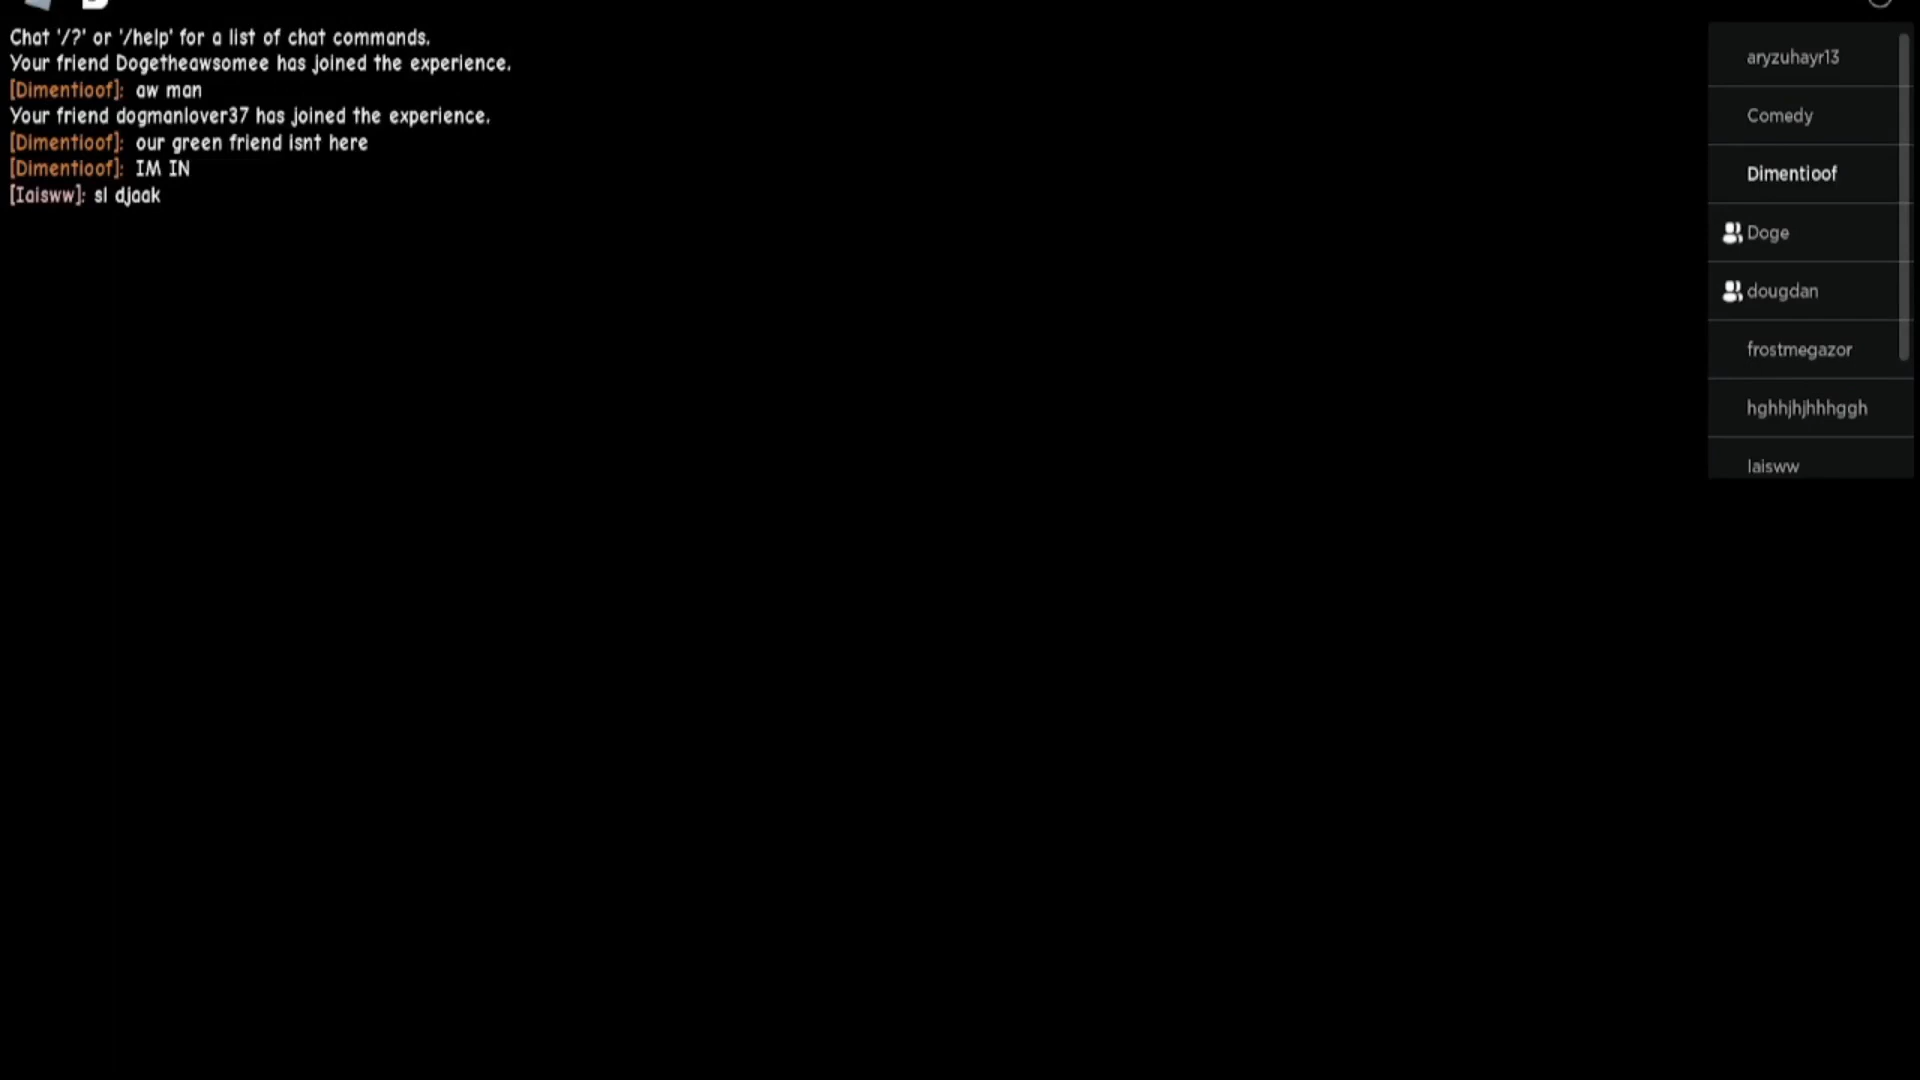 Chat '/?' or '/help' for a list of chat commands.
Your friend Dogetheawsomee has joined the experience.
[Dimentioof]: aw man
Your friend dogmanlover37 has joined the experience.
[Dimentioof]: our green friend isnt here
[Dimentioof]: IM IN
[Iaisww]: sl djaak
aryzuhayr13
Comedy
Dimentioof
Doge
dougdan
frostmegazor
hghhjhjhhhggh
Iaisww